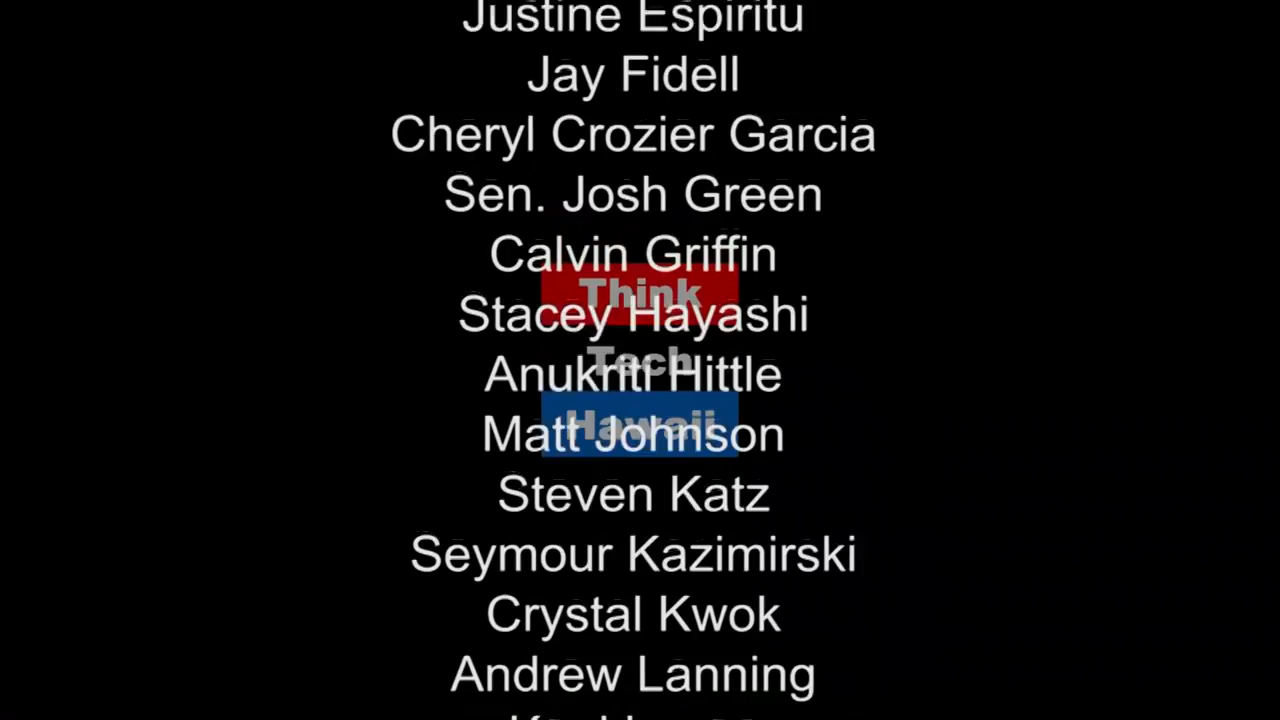 Justine Espiritu
Jay Fidell
Cheryl Crozier Garcia
Sen. Josh Green
Calvin Griffin
Think
Stacey Hayashi
Tech
Anukriti Hittle
Hawaii
Matt Johnson
Steven Katz
Seymour Kazimirski
Crystal Kwok
Andrew Lanning